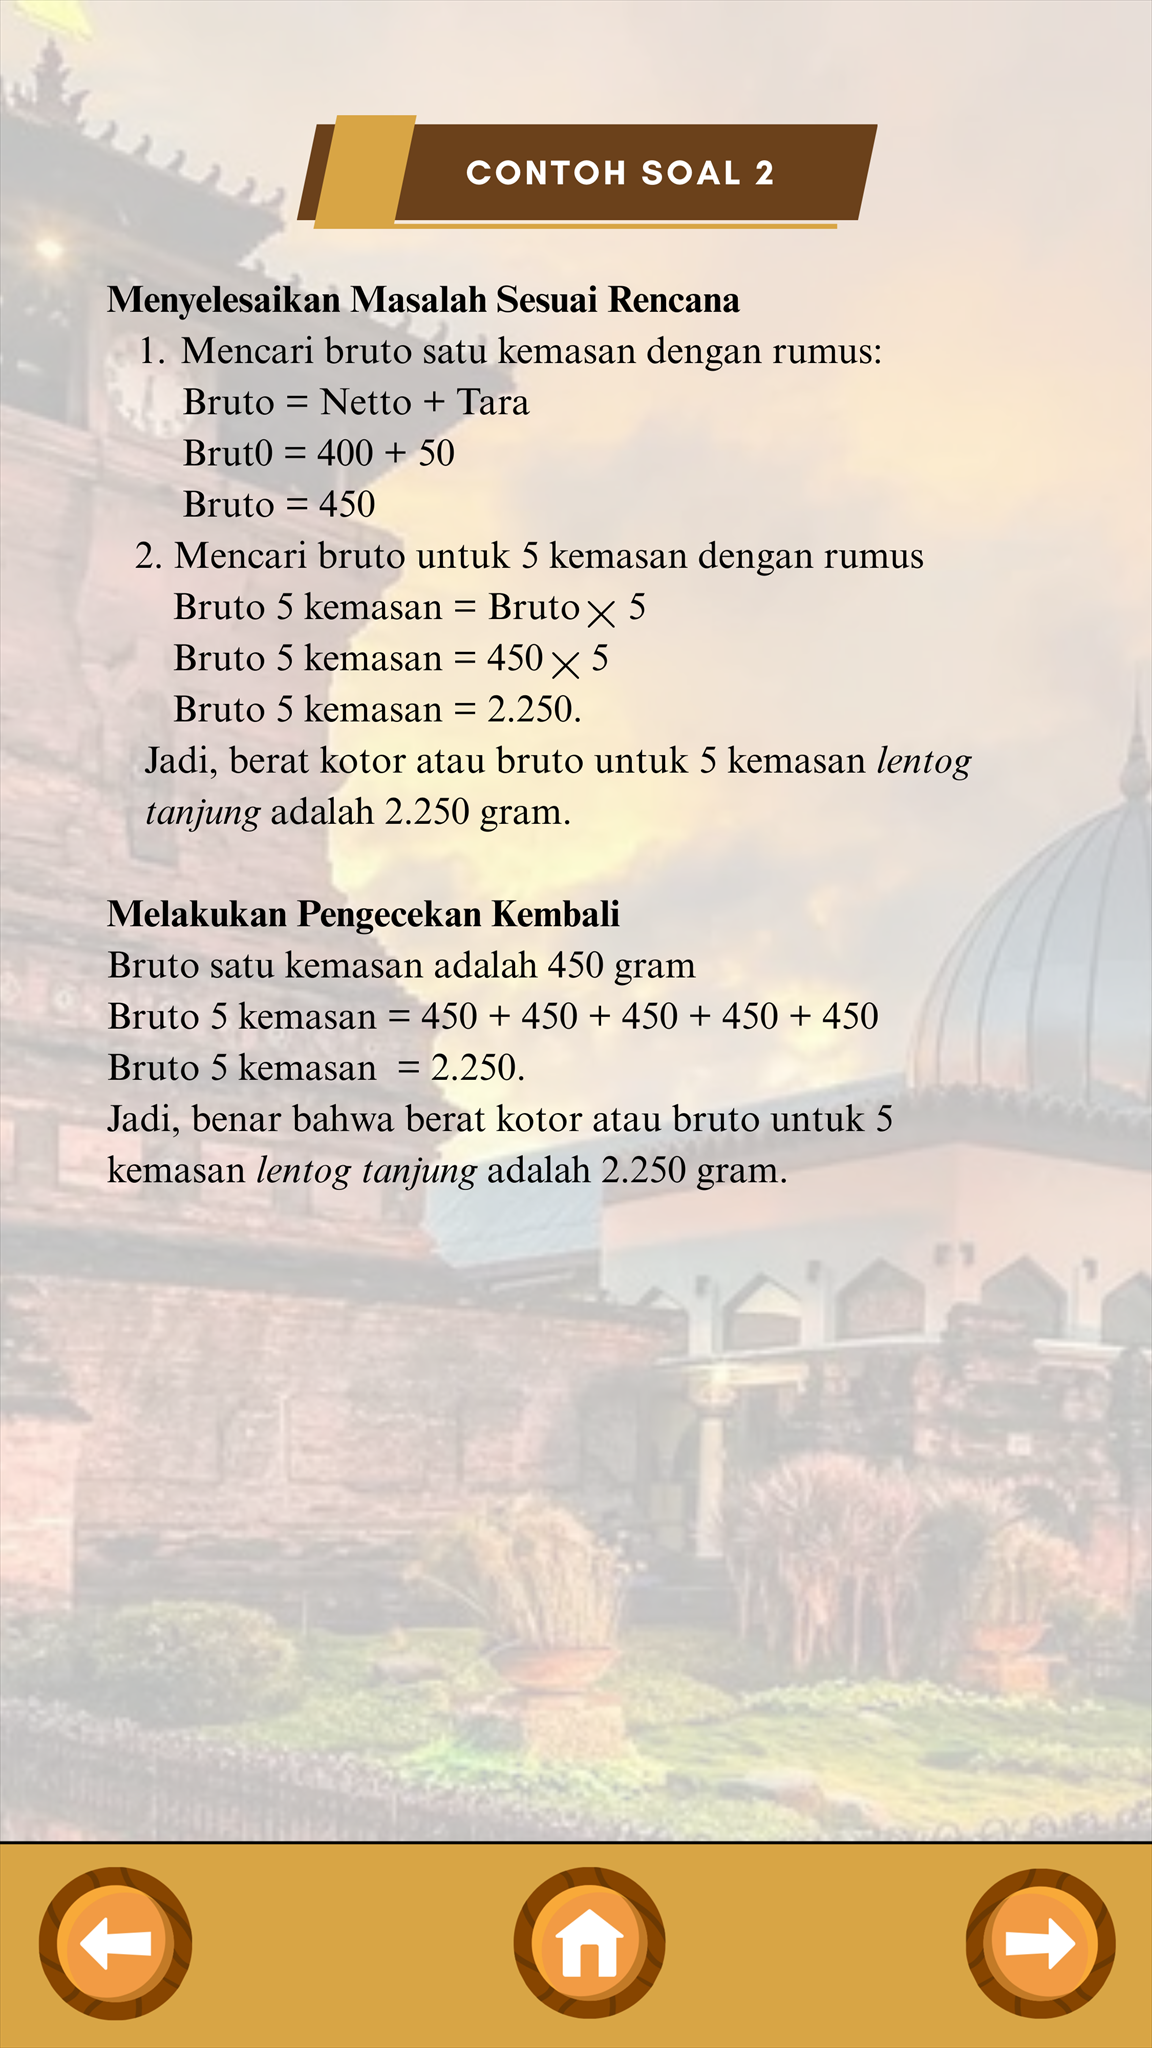 CONTOH SOAL 2
Menyelesaikan Masalah Sesuai Rencana
1. Mencari bruto satu kemasan dengan rumus:
Bruto = Netto + Tara
Brut0 = 400 + 50
Bruto = 450
2. Mencari bruto untuk 5 kemasan dengan rumus
Bruto 5 kemasan = Bruto × 5
Bruto 5 kemasan = 450 × 5
Bruto 5 kemasan = 2.250.
Jadi, berat kotor atau bruto untuk 5 kemasan lentog
tanjung adalah 2.250 gram.
Melakukan Pengecekan Kembali
Bruto satu kemasan adalah 450 gram
Bruto 5 kemasan = 450 + 450 + 450 + 450 + 450
Bruto 5 kemasan = 2.250.
Jadi, benar bahwa berat kotor atau bruto untuk 5
kemasan lentog tanjung adalah 2.250 gram.